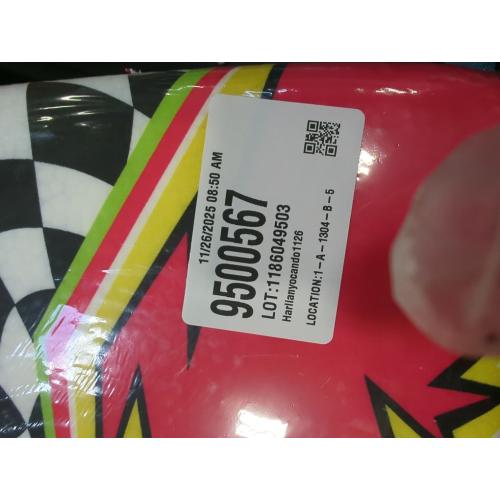 11/26/2025 08:50 AM
9500567
LOT:1186049503
Harlianyocando1126
LOCATION:1-A-1304-B-5